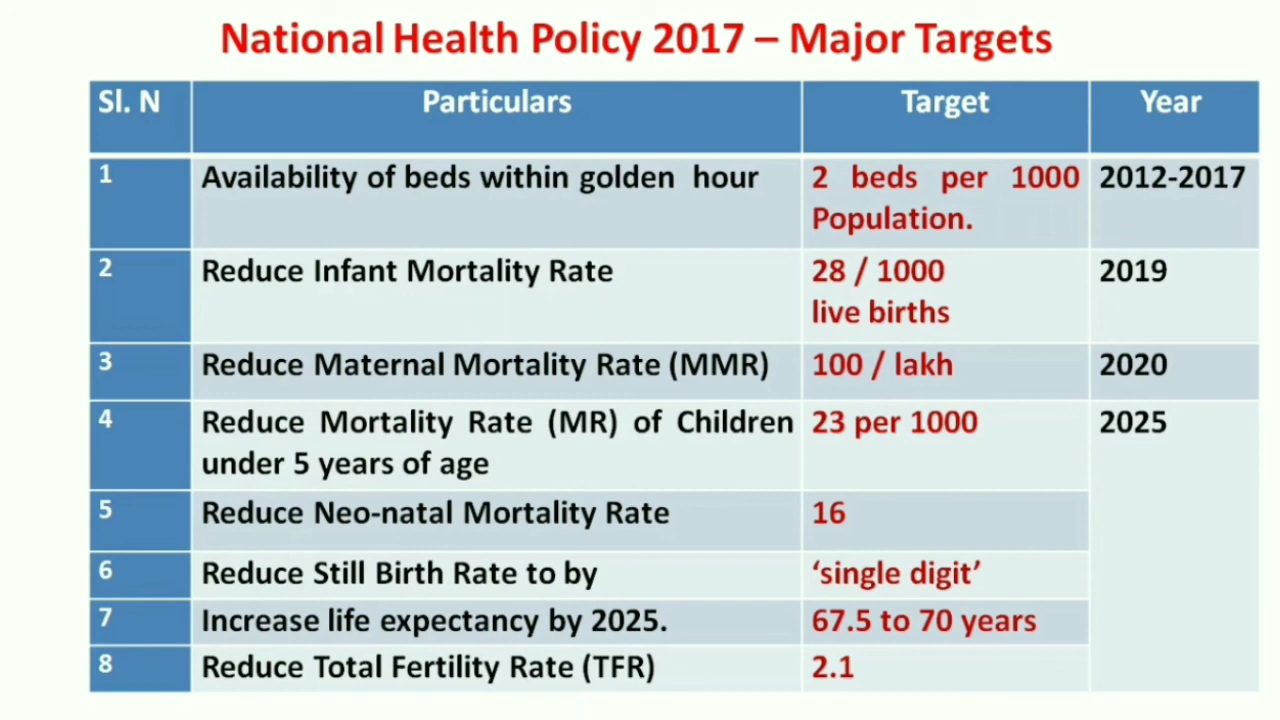 National Health Policy 2017 – Major Targets
Sl. N Particulars Target Year
1 Availability of beds within golden hour 2 beds per 1000 2012-2017
Population.
2 Reduce Infant Mortality Rate 28 / 1000 2019
live births
3 Reduce Maternal Mortality Rate (MMR) 100 / lakh 2020
4 Reduce Mortality Rate (MR) of Children 23 per 1000 2025
under 5 years of age
5 Reduce Neo-natal Mortality Rate 16
6 Reduce Still Birth Rate to by ‘single digit’
7 Increase life expectancy by 2025. 67.5 to 70 years
8 Reduce Total Fertility Rate (TFR) 2.1